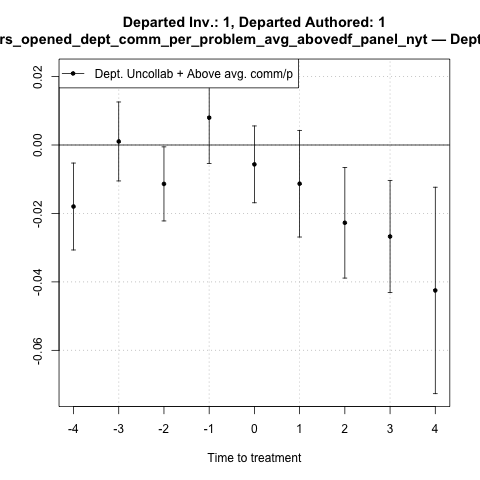 Departed Inv.: 1, Departed Authored: 1
rs_opened_dept_comm_per_problem_avg_abovedf_panel_nyt — Dept
Dept. Uncollab + Above avg. comm/p
0.02
0.00
-0.02
-0.04
-0.06
-4 -3 -2 -1 0 1 2 3 4
Time to treatment